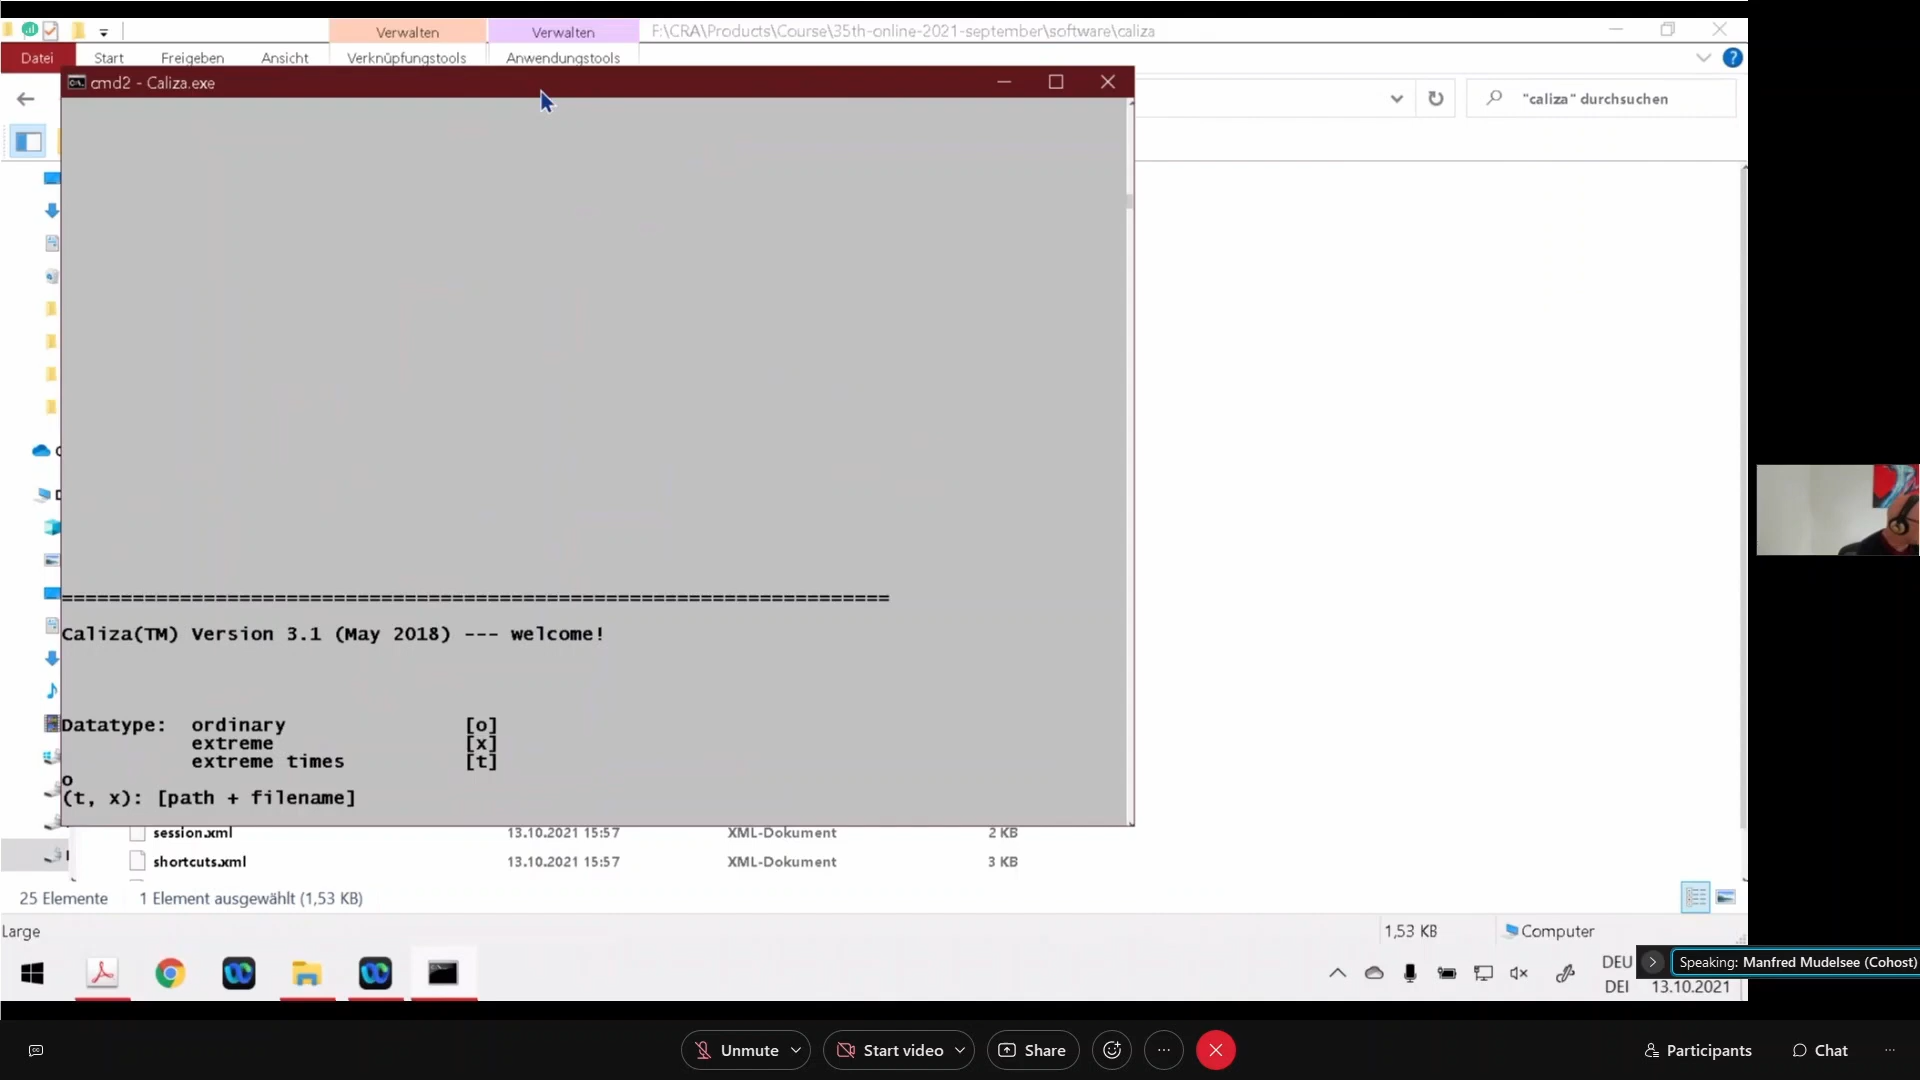 Verwalten
Verwalten
F:\CRA\Products\Course\35th-online-2021-september\software\caliza
Datei
Start
Freigeben
Ansicht
Verknüpfungstools
Anwendungstools
cmd2 - Caliza.exe
"caliza" durchsuchen
=====================================================================
Caliza(TM) Version 3.1 (May 2018) --- welcome!
Datatype: ordinary [o]
extreme [x]
extreme times [t]
o
(t, x): [path + filename]
session.xml 13.10.2021 15:57 XML-Dokument 2 KB
shortcuts.xml 13.10.2021 15:57 XML-Dokument 3 KB
25 Elemente 1 Element ausgewählt (1,53 KB)
Large 1,53 KB Computer
DEU
DEI 13.10.2021
Speaking: Manfred Mudelsee (Cohost)
Unmute
Start video
Share
Participants
Chat